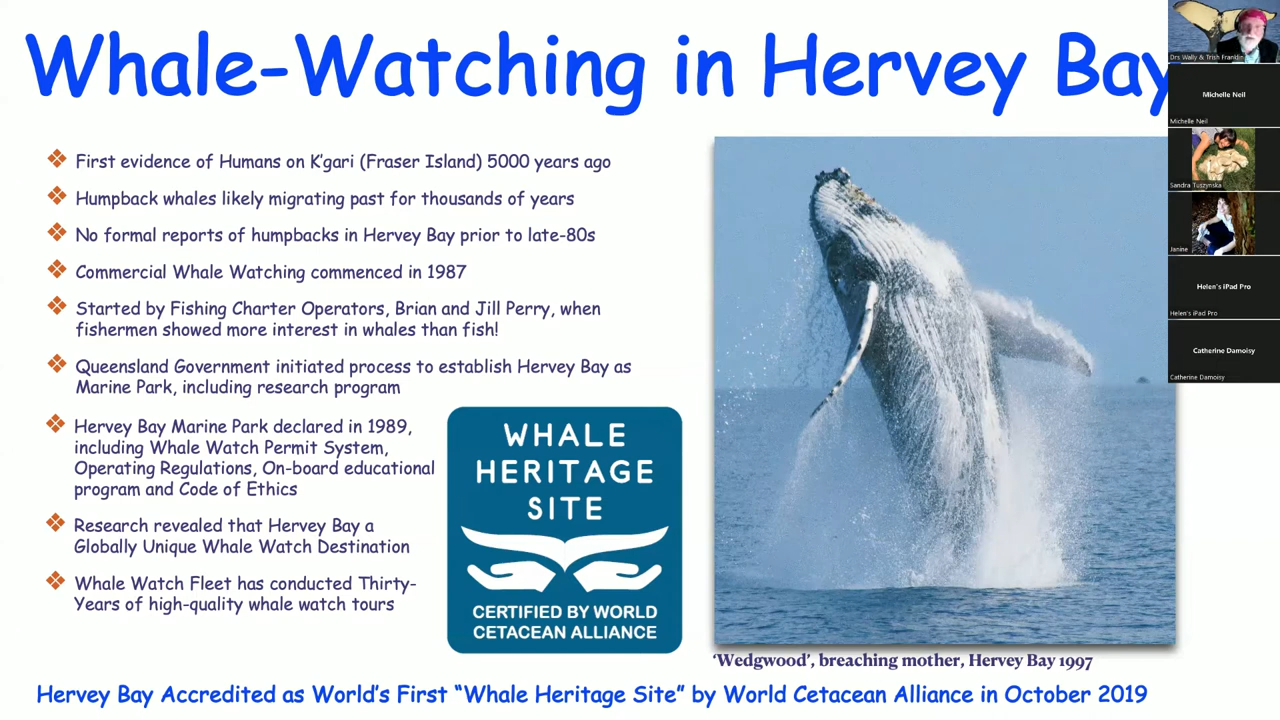 Whale-Watching in Hervey Bay
First evidence of Humans on K'gari (Fraser Island) 5000 years ago
Humpback whales likely migrating past for thousands of years
No formal reports of humpbacks in Hervey Bay prior to late-80s
Commercial Whale Watching commenced in 1987
Started by Fishing Charter Operators, Brian and Jill Perry, when
fishermen showed more interest in whales than fish!
Queensland Government initiated process to establish Hervey Bay as
Marine Park, including research program
Hervey Bay Marine Park declared in 1989,
including Whale Watch Permit System,
Operating Regulations, On-board educational
program and Code of Ethics
Research revealed that Hervey Bay a
Globally Unique Whale Watch Destination
Whale Watch Fleet has conducted Thirty-
Years of high-quality whale watch tours
WHALE
HERITAGE
SITE
CERTIFIED BY WORLD
CETACEAN ALLIANCE
'Wedgwood', breaching mother, Hervey Bay 1997
Hervey Bay Accredited as World's First "Whale Heritage Site" by World Cetacean Alliance in October 2019
Drs Wally & Trish Franklin
Michelle Neil
Michelle Neil
Sandra Tuszynska
Janine
Helen's iPad Pro
Helen's iPad Pro
Catherine Damoisy
Catherine Damoisy